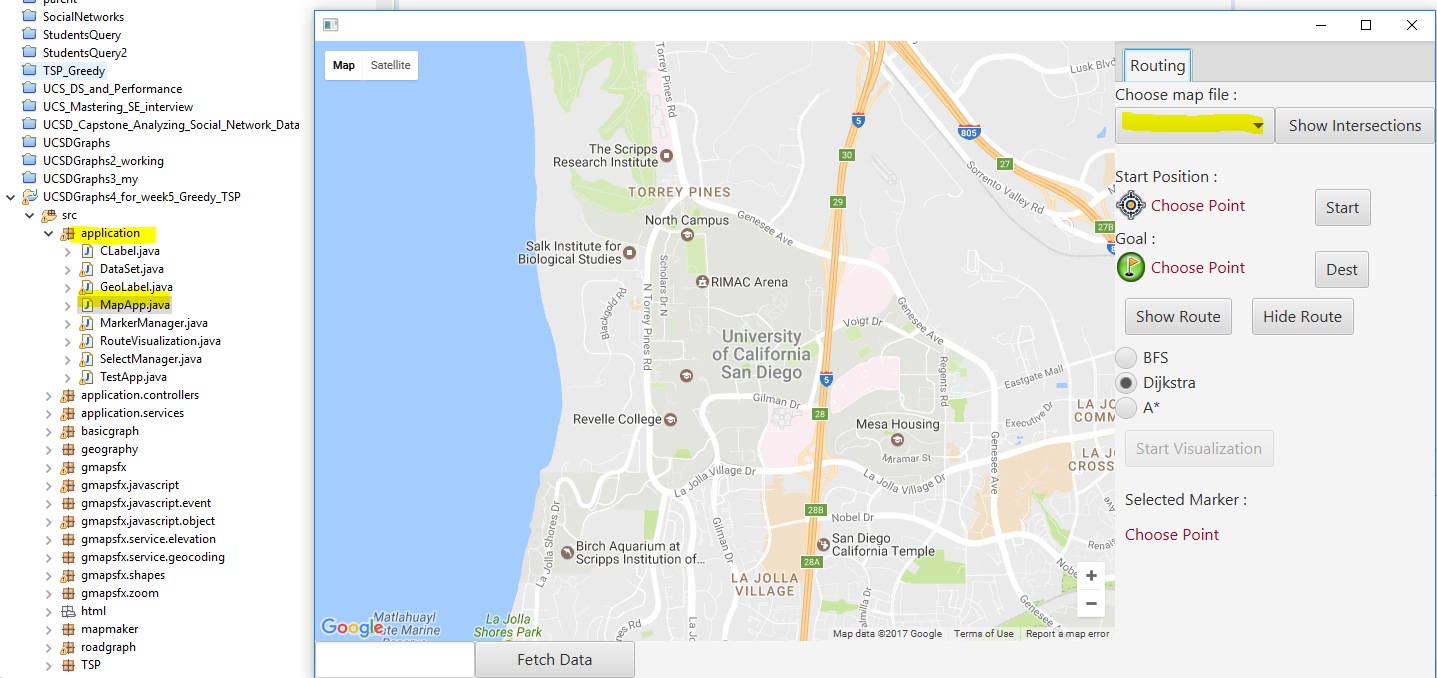 parent
SocialNetworks
StudentsQuery
StudentsQuery2
TSP_Greedy
UCS_DS_and_Performance
UCS_Mastering_SE_interview
UCSD_Capstone_Analyzing_Social_Network_Data
UCSDGraphs
UCSDGraphs2_working
UCSDGraphs3_my
UCSDGraphs4_for_week5_Greedy_TSP
src
application
CLabel.java
DataSet.java
GeoLabel.java
MapApp.java
MarkerManager.java
RouteVisualization.java
SelectManager.java
TestApp.java
application.controllers
application.services
basicgraph
geography
gmapsfx
gmapsfx.javascript
gmapsfx.javascript.event
gmapsfx.javascript.object
gmapsfx.service.elevation
gmapsfx.service.geocoding
gmapsfx.shapes
gmapsfx.zoom
html
mapmaker
roadgraph
TSP
Map Satellite
Torrey Pines Rd
Lusk Blvd
5
805
The Scripps
Research Institute
30
27
TORREY PINES
29
Sorrento Valley Rd
North Campus
Genesee Ave
27B
5
Salk Institute for
Biological Studies
Scholars Dr N
N Torrey Pines Rd
RIMAC Arena
Blackgold Rd
Genesee Ave
Voigt Dr
University
of California
San Diego
Regents Rd
Eastgate Mall
5
Gilman Dr
28
Revelle College
Mesa Housing
Executive Dr
LA JO
COMM
Miramar St
Genesee Ave
LA J
CROSS
La Jolla Village Dr
La Jolla Village Dr
28B
Nobel Dr
La Jolla Shores Dr
Gilman Dr
San Diego
California Temple
Birch Aquarium at
Scripps Institution of...
28A
LA JOLLA
VILLAGE
Matlahuayl
La Jolla
Shores Park
Google
Map data ©2017 Google Terms of Use Report a map error
Fetch Data
Routing
Choose map file :
Show Intersections
Start Position :
Choose Point
Start
Goal :
Choose Point
Dest
Show Route
Hide Route
BFS
Dijkstra
A*
Start Visualization
Selected Marker :
Choose Point